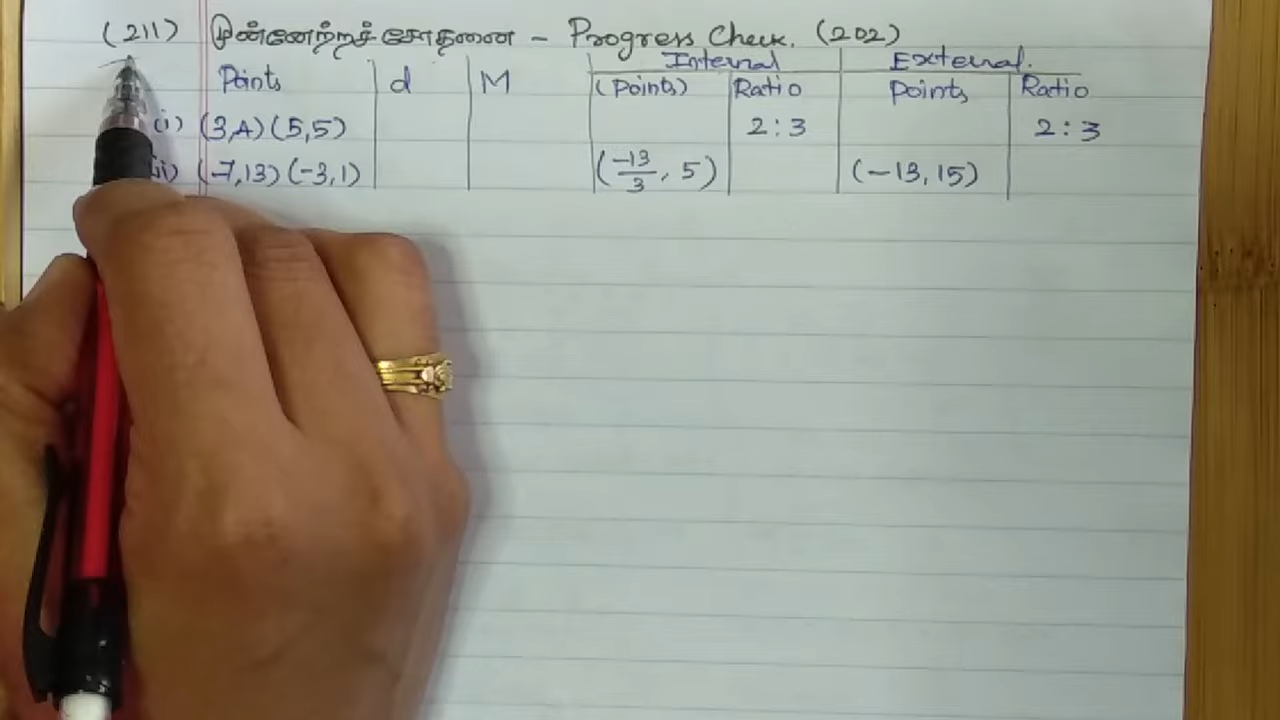 (211) முன்னேற்றச் சோதனை - Progress Check. (202)
Internal External.
Points d M (Points) Ratio Points Ratio
(i) (3,4) (5,5) 2:3 2:3
(ii) (-7,13) (-3,1) (-13/3, 5) (-13, 15)